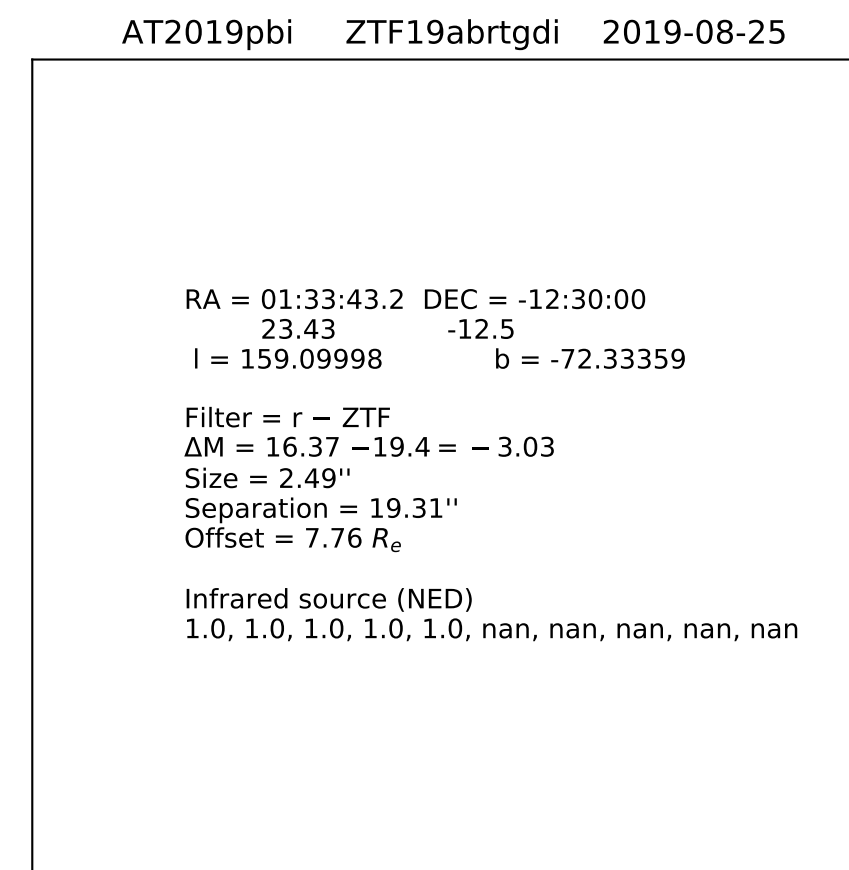 AT2019pbi ZTF19abrtgdi 2019-08-25
RA = 01:33:43.2 DEC = -12:30:00
23.43 -12.5
l = 159.09998 b = -72.33359
Filter = r − ZTF
ΔM = 16.37 −19.4 = − 3.03
Size = 2.49''
Separation = 19.31''
Offset = 7.76 Rₑ
Infrared source (NED)
1.0, 1.0, 1.0, 1.0, 1.0, nan, nan, nan, nan, nan